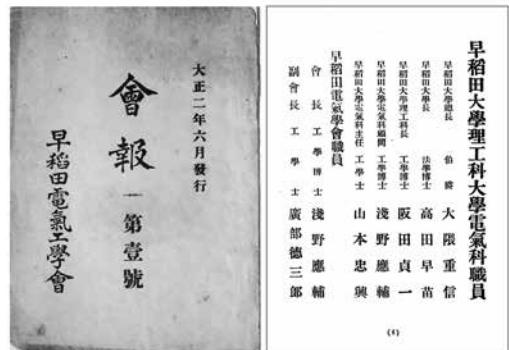 大正二年六月發行
會報 第壹號
早稻田電氣工學會
早稻田大學理工科大學電氣科職員
早稻田大學總長 伯爵 大隈重信
早稻田大學長 法學博士 高田早苗
早稻田大學理工科長 工學博士 阪田貞一
早稻田大學電氣科顧問 工學博士 淺野應輔
早稻田大學電氣科主任 工學士 山本忠興
早稻田電氣學會職員
會長 工學博士 淺野應輔
副會長 工學士 廣部德三郎